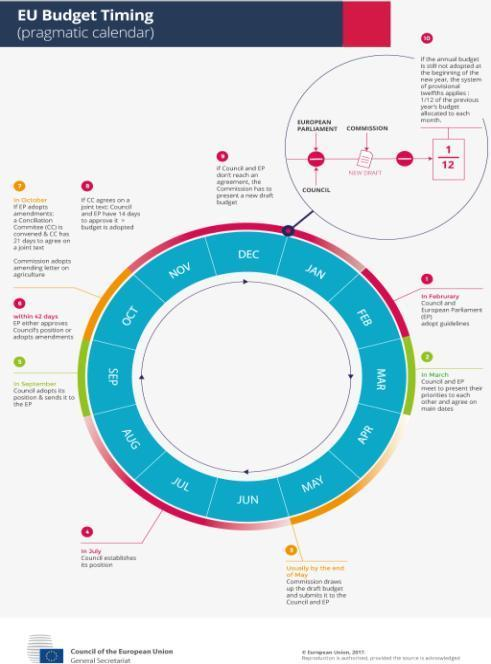 EU Budget Timing
(pragmatic calendar)
10
If the annual budget
is still not adopted at
the beginning of the
new year, the system
of provisional
twelfths applies :
1/12 of the previous
year's budget
allocated to each
month.
EUROPEAN
PARLIAMENT
COMMISSION
NEW DRAFT
COUNCIL
1
12
9
If Council and EP
don't reach an
agreement, the
Commission has to
present a new draft
budget
8
If CC agrees on a
joint text: Council
and EP have 14 days
to approve it >
budget is adopted
7
In October
If EP adopts
amendments:
a Conciliation
Commitee (CC) is
convened & CC has
21 days to agree on
a joint text
Commission adopts
amending letter on
agriculture
6
within 42 days
EP either approves
Council's position or
adopts amendments
5
In September
Council adopts its
position & sends it to
the EP
DEC
JAN
FEB
MAR
APR
MAY
JUN
JUL
AUG
SEP
OCT
NOV
1
In Februrary
Council and
European Parliament
(EP)
adopt guidelines
2
In March
Council and EP
meet to present their
priorities to each
other and agree on
main dates
4
In July
Council establishes
its position
3
Usually by the end
of May
Commission draws
up the draft budget
and submits it to the
Council and EP
Council of the European Union
General Secretariat
© European Union, 2017.
Reproduction is authorised, provided the source is acknowledged